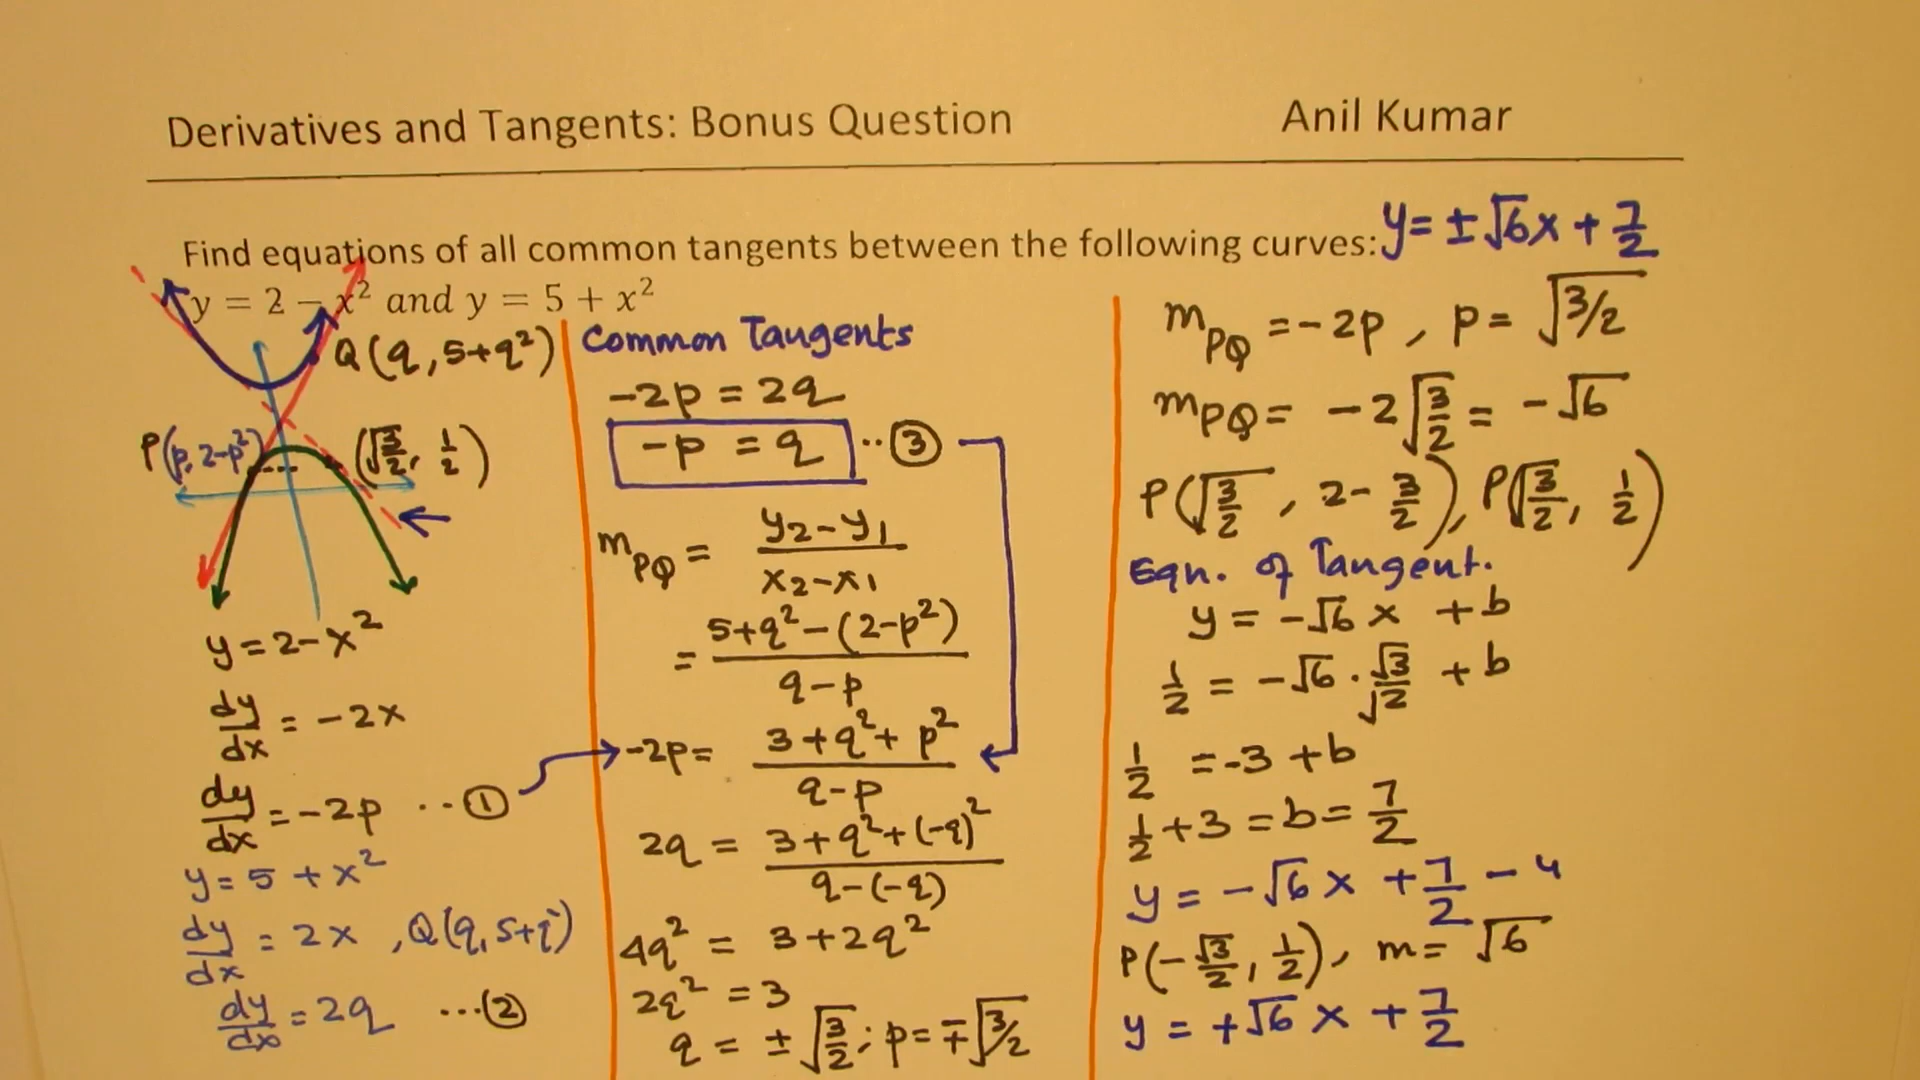 Derivatives and Tangents: Bonus Question Anil Kumar
Find equations of all common tangents between the following curves: y = ± √6x + 7/2
y = 2 − x² and y = 5 + x²
Q(q, 5+q²)
P(p, 2-p²)
(√3/2, 1/2)
y = 2 - x²
dy/dx = -2x
dy/dx = -2p ..①
y = 5 + x²
dy/dx = 2x , Q(q, 5+q²)
dy/dx = 2q ...②
Common Tangents
-2p = 2q
-p = q ..③
m_PQ = y₂-y₁/x₂-x₁
= 5+q²-(2-p²)/q-p
-2p = 3+q²+p²/q-p
2q = 3+q²+(-q)²/q-(-q)
4q² = 3+2q²
2q² = 3
q = ± √3/2 ; p = ∓√3/2
m_PQ = -2p , p = √3/2
m_PQ = -2√3/2 = -√6
P(√3/2 , 2-3/2), P(√3/2, 1/2)
Eqn. of Tangent.
y = -√6 x + b
1/2 = -√6 . √3/√2 + b
1/2 = -3 + b
1/2 + 3 = b = 7/2
y = -√6 x + 7/2 - 4
P(-√3/2, 1/2), m = √6
y = +√6 x + 7/2